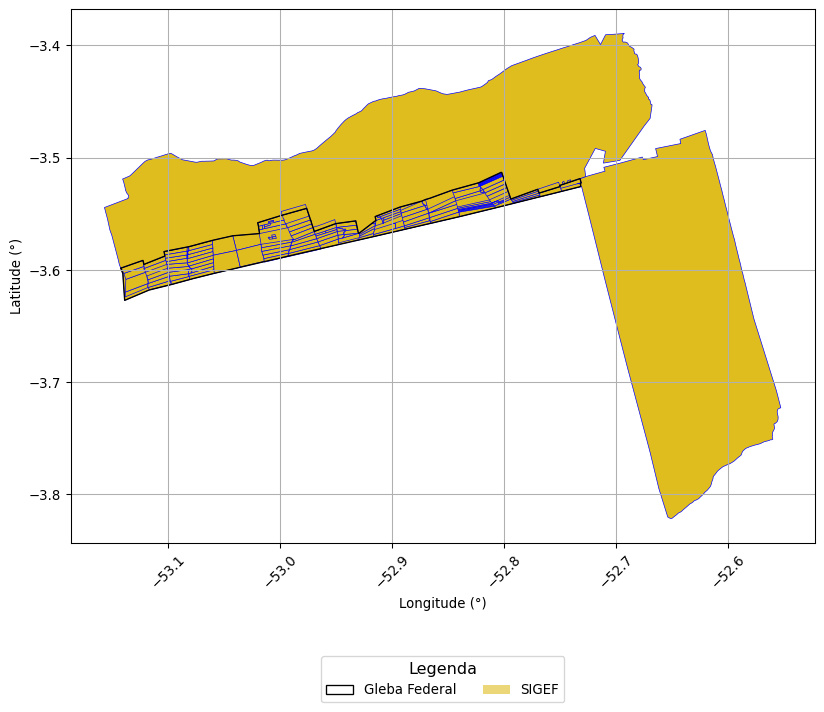 −3.4
−3.5
−3.6
−3.7
−3.8
Latitude (°)
−53.1
−53.0
−52.9
−52.8
−52.7
−52.6
Longitude (°)
Legenda
Gleba Federal
SIGEF